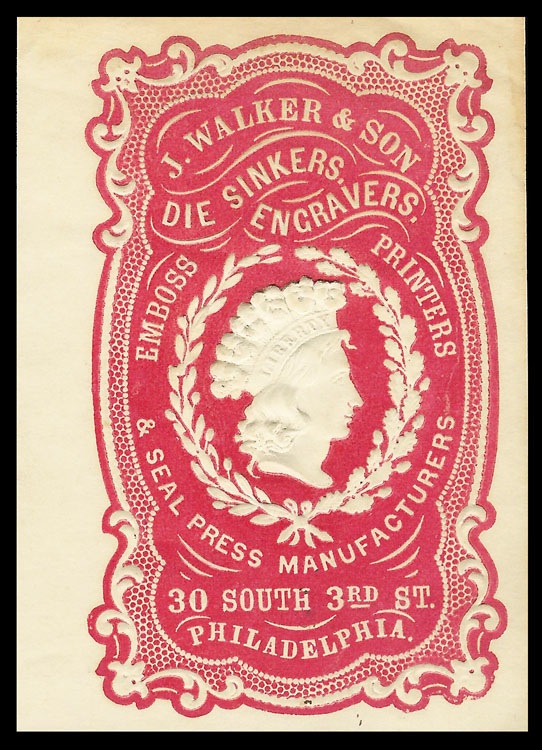 J. WALKER & SON
DIE SINKERS,
ENGRAVERS,
EMBOSS PRINTERS
& SEAL PRESS MANUFACTURERS
LIBERTY
30 SOUTH 3RD ST.
PHILADELPHIA.